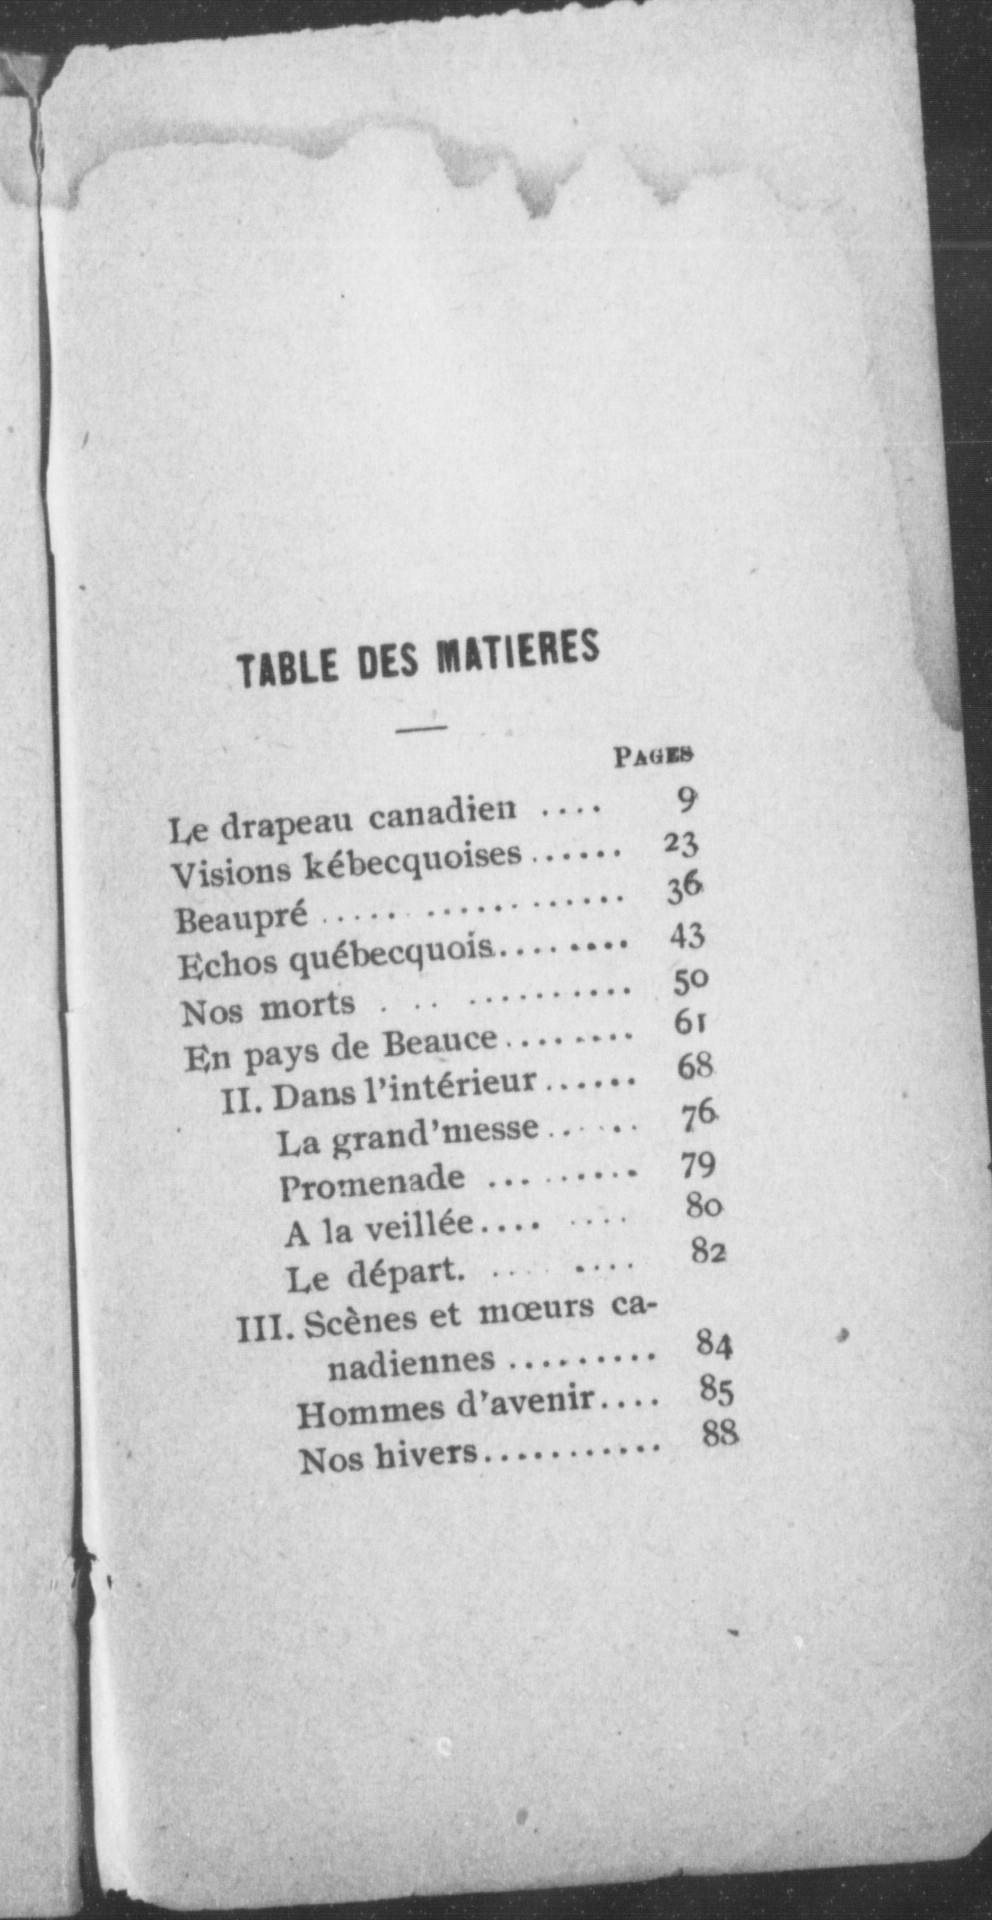 TABLE DES MATIERES
PAGES
Le drapeau canadien .... 9
Visions kébecquoises...... 23
Beaupré ..... ............ 36
Echos québecquois........ 43
Nos morts . .. ........... 50
En pays de Beauce........ 61
II. Dans l'intérieur...... 68
La grand'messe...... 76
Promenade ......... 79
A la veillée.... .... 80
Le départ. .... .... 82
III. Scènes et mœurs ca-
nadiennes ......... 84
Hommes d'avenir.... 85
Nos hivers........... 88